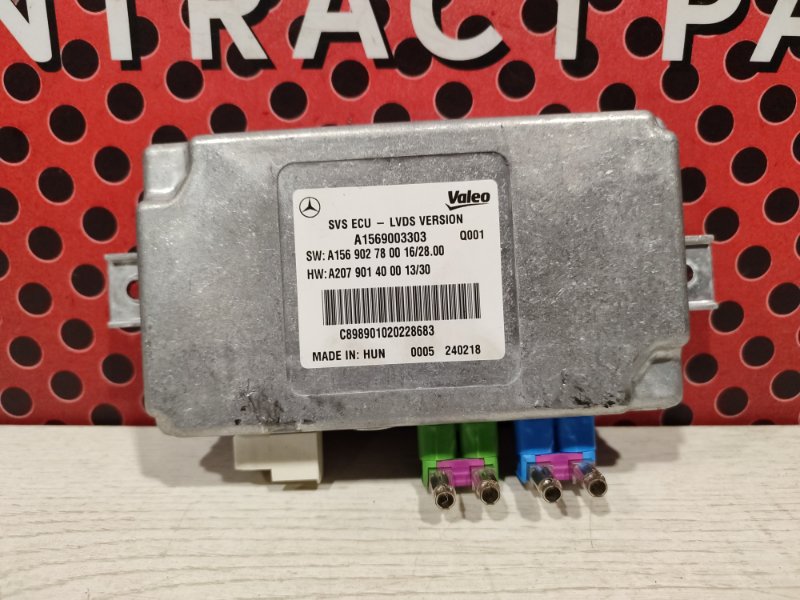 NTRACT PA
Valeo
SVS ECU – LVDS VERSION
A1569003303 Q001
SW: A156 902 78 00 16/28.00
HW: A207 901 40 00 13/30
C898901020228683
MADE IN: HUN 0005 240218